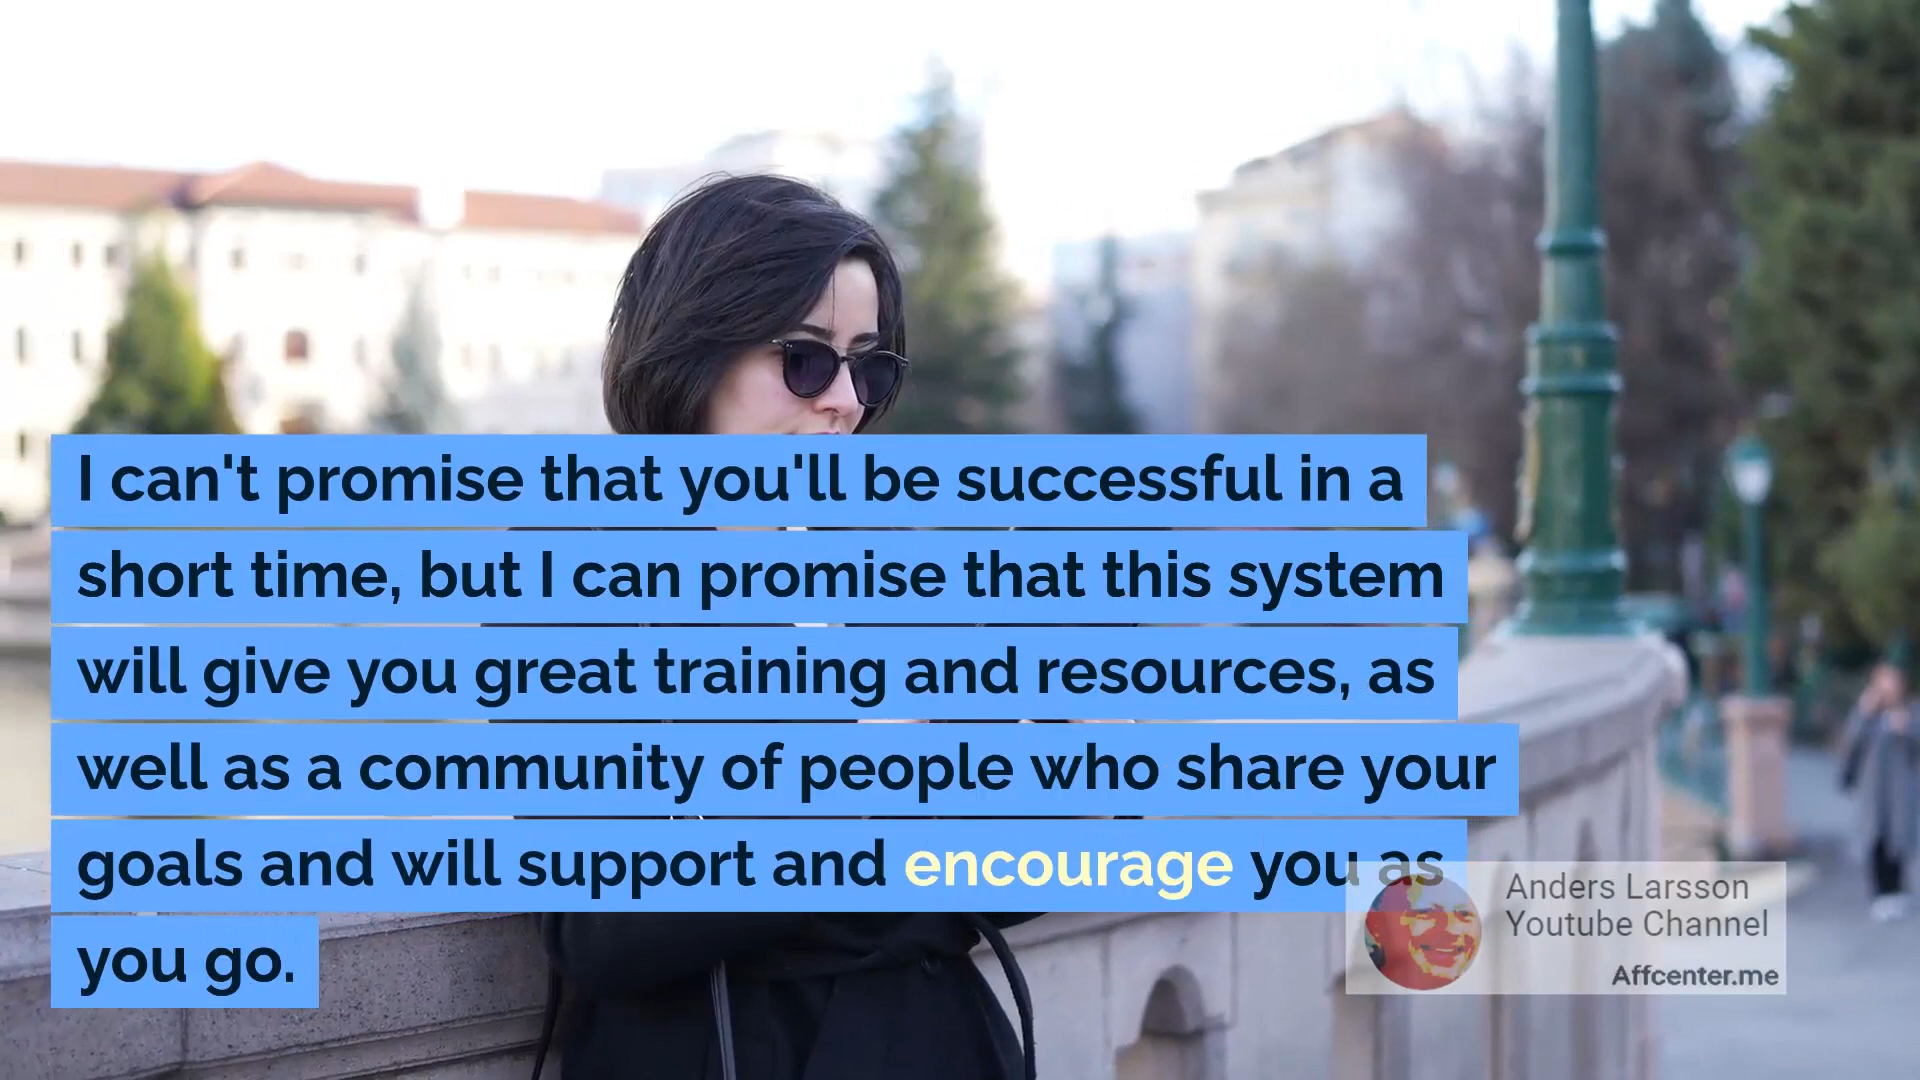 I can't promise that you'll be successful in a
short time, but I can promise that this system
will give you great training and resources, as
well as a community of people who share your
goals and will support and encourage you as
you go.
Anders Larsson
Youtube Channel
Affcenter.me